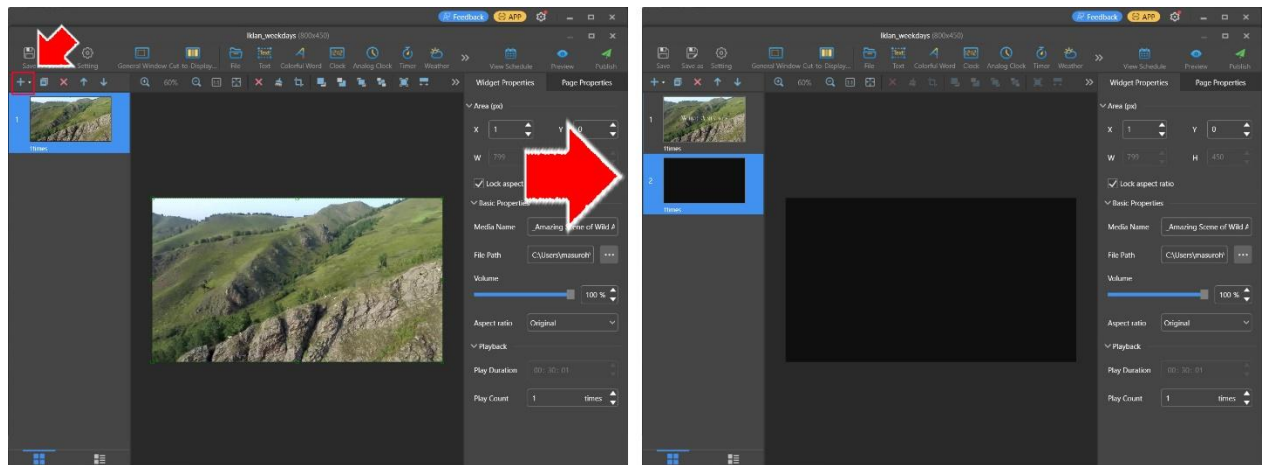 Feedback APP
Iklan_weekdays (800x450)
Save Setting General Window Cut to Display... File Text Colorful Word Clock Analog Clock Timer Weather View Schedule Preview Publish
60% Widget Properties Page Properties
1
1times
Area (px)
X 1 Y 0
W 799
Lock aspect
Basic Properties
Media Name _Amazing Scene of Wild A
File Path C:\Users\masuroh\ ...
Volume
100 %
Aspect ratio Original
Playback
Play Duration 00: 30: 01
Play Count 1 times
Feedback APP
Iklan_weekdays (800x450)
Save Save as Setting General Window Cut to Display... File Text Colorful Word Clock Analog Clock Timer Weather View Schedule Preview Publish
60% Widget Properties Page Properties
1
1times
2
1times
Area (px)
X 1 Y 0
W 799 H 450
Lock aspect ratio
Basic Properties
Media Name _Amazing Scene of Wild A
File Path C:\Users\masuroh\ ...
Volume
100 %
Aspect ratio Original
Playback
Play Duration 00: 30: 01
Play Count 1 times